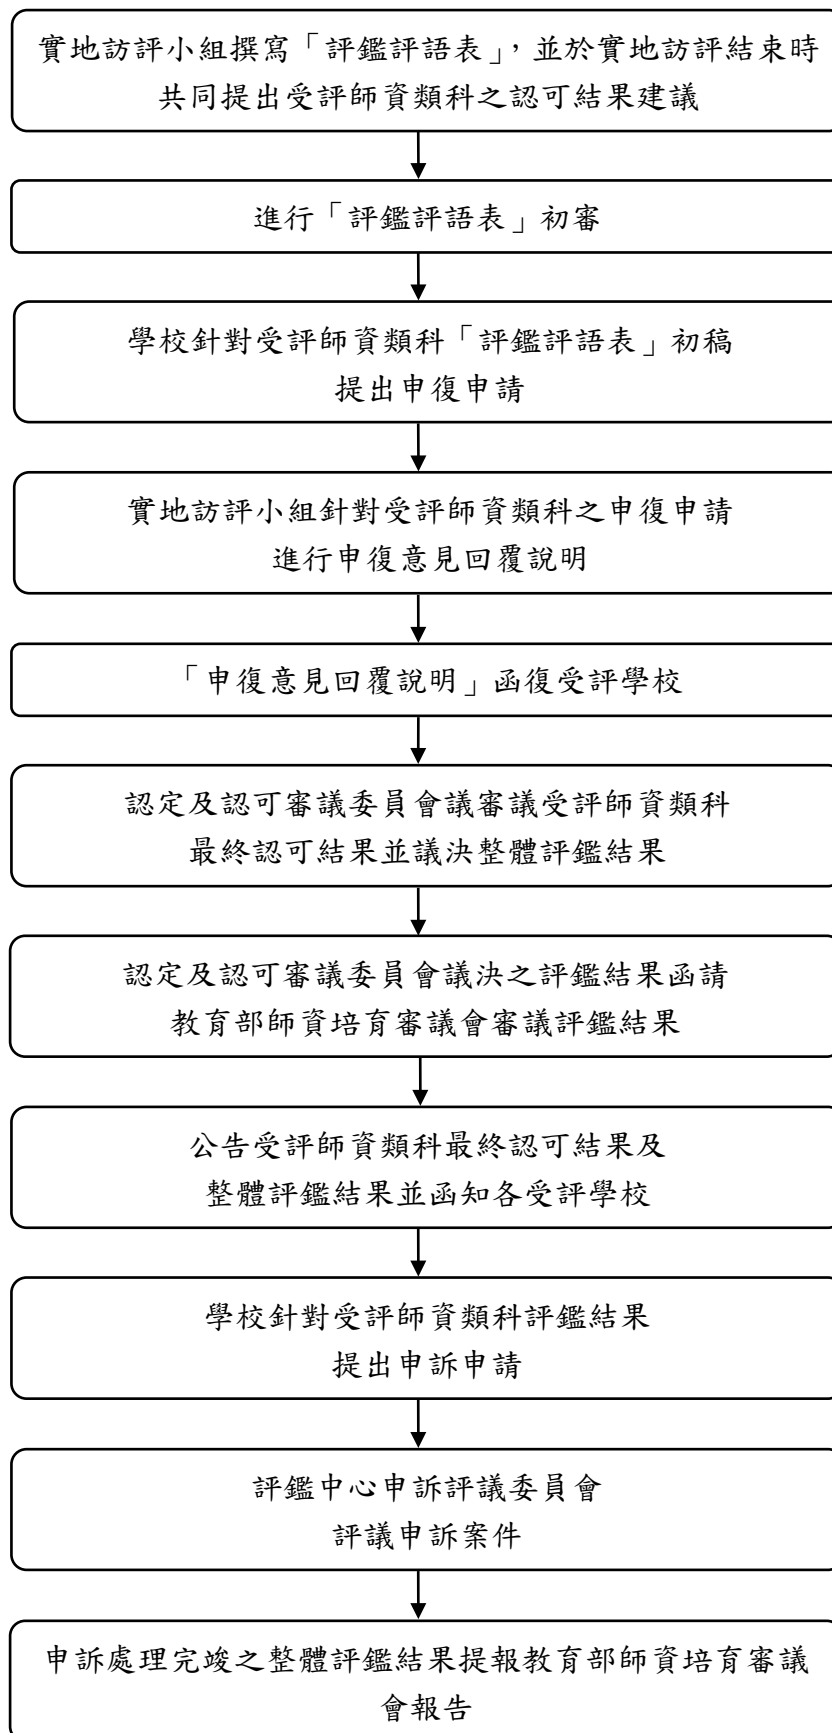 實地訪評小組撰寫「評鑑評語表」，並於實地訪評結束時
共同提出受評師資類科之認可結果建議
進行「評鑑評語表」初審
學校針對受評師資類科「評鑑評語表」初稿
提出申復申請
實地訪評小組針對受評師資類科之申復申請
進行申復意見回覆說明
「申復意見回覆說明」函復受評學校
認定及認可審議委員會議審議受評師資類科
最終認可結果並議決整體評鑑結果
認定及認可審議委員會議決之評鑑結果函請
教育部師資培育審議會審議評鑑結果
公告受評師資類科最終認可結果及
整體評鑑結果並函知各受評學校
學校針對受評師資類科評鑑結果
提出申訴申請
評鑑中心申訴評議委員會
評議申訴案件
申訴處理完竣之整體評鑑結果提報教育部師資培育審議
會報告